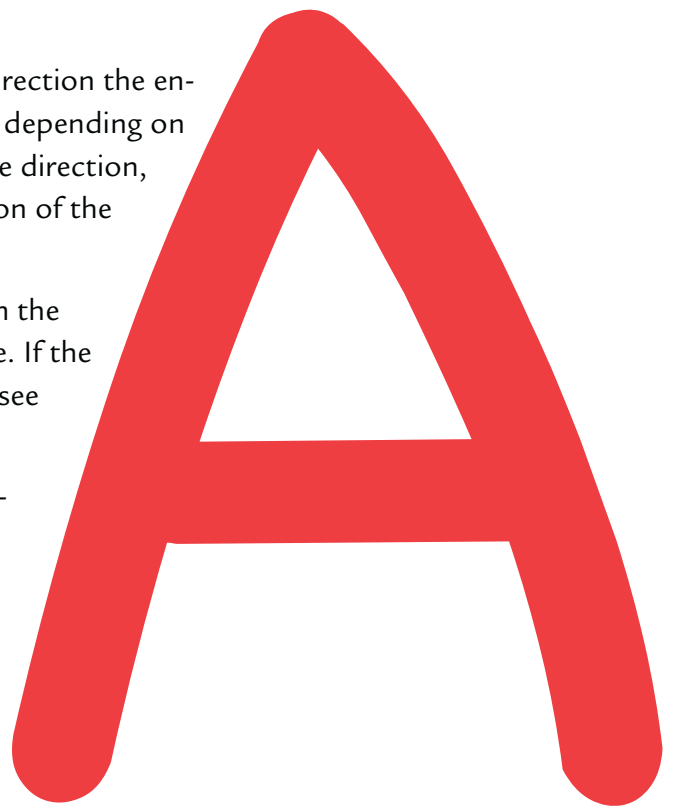 rection the en-
depending on
e direction,
on of the
n the
e. If the
see
-
A